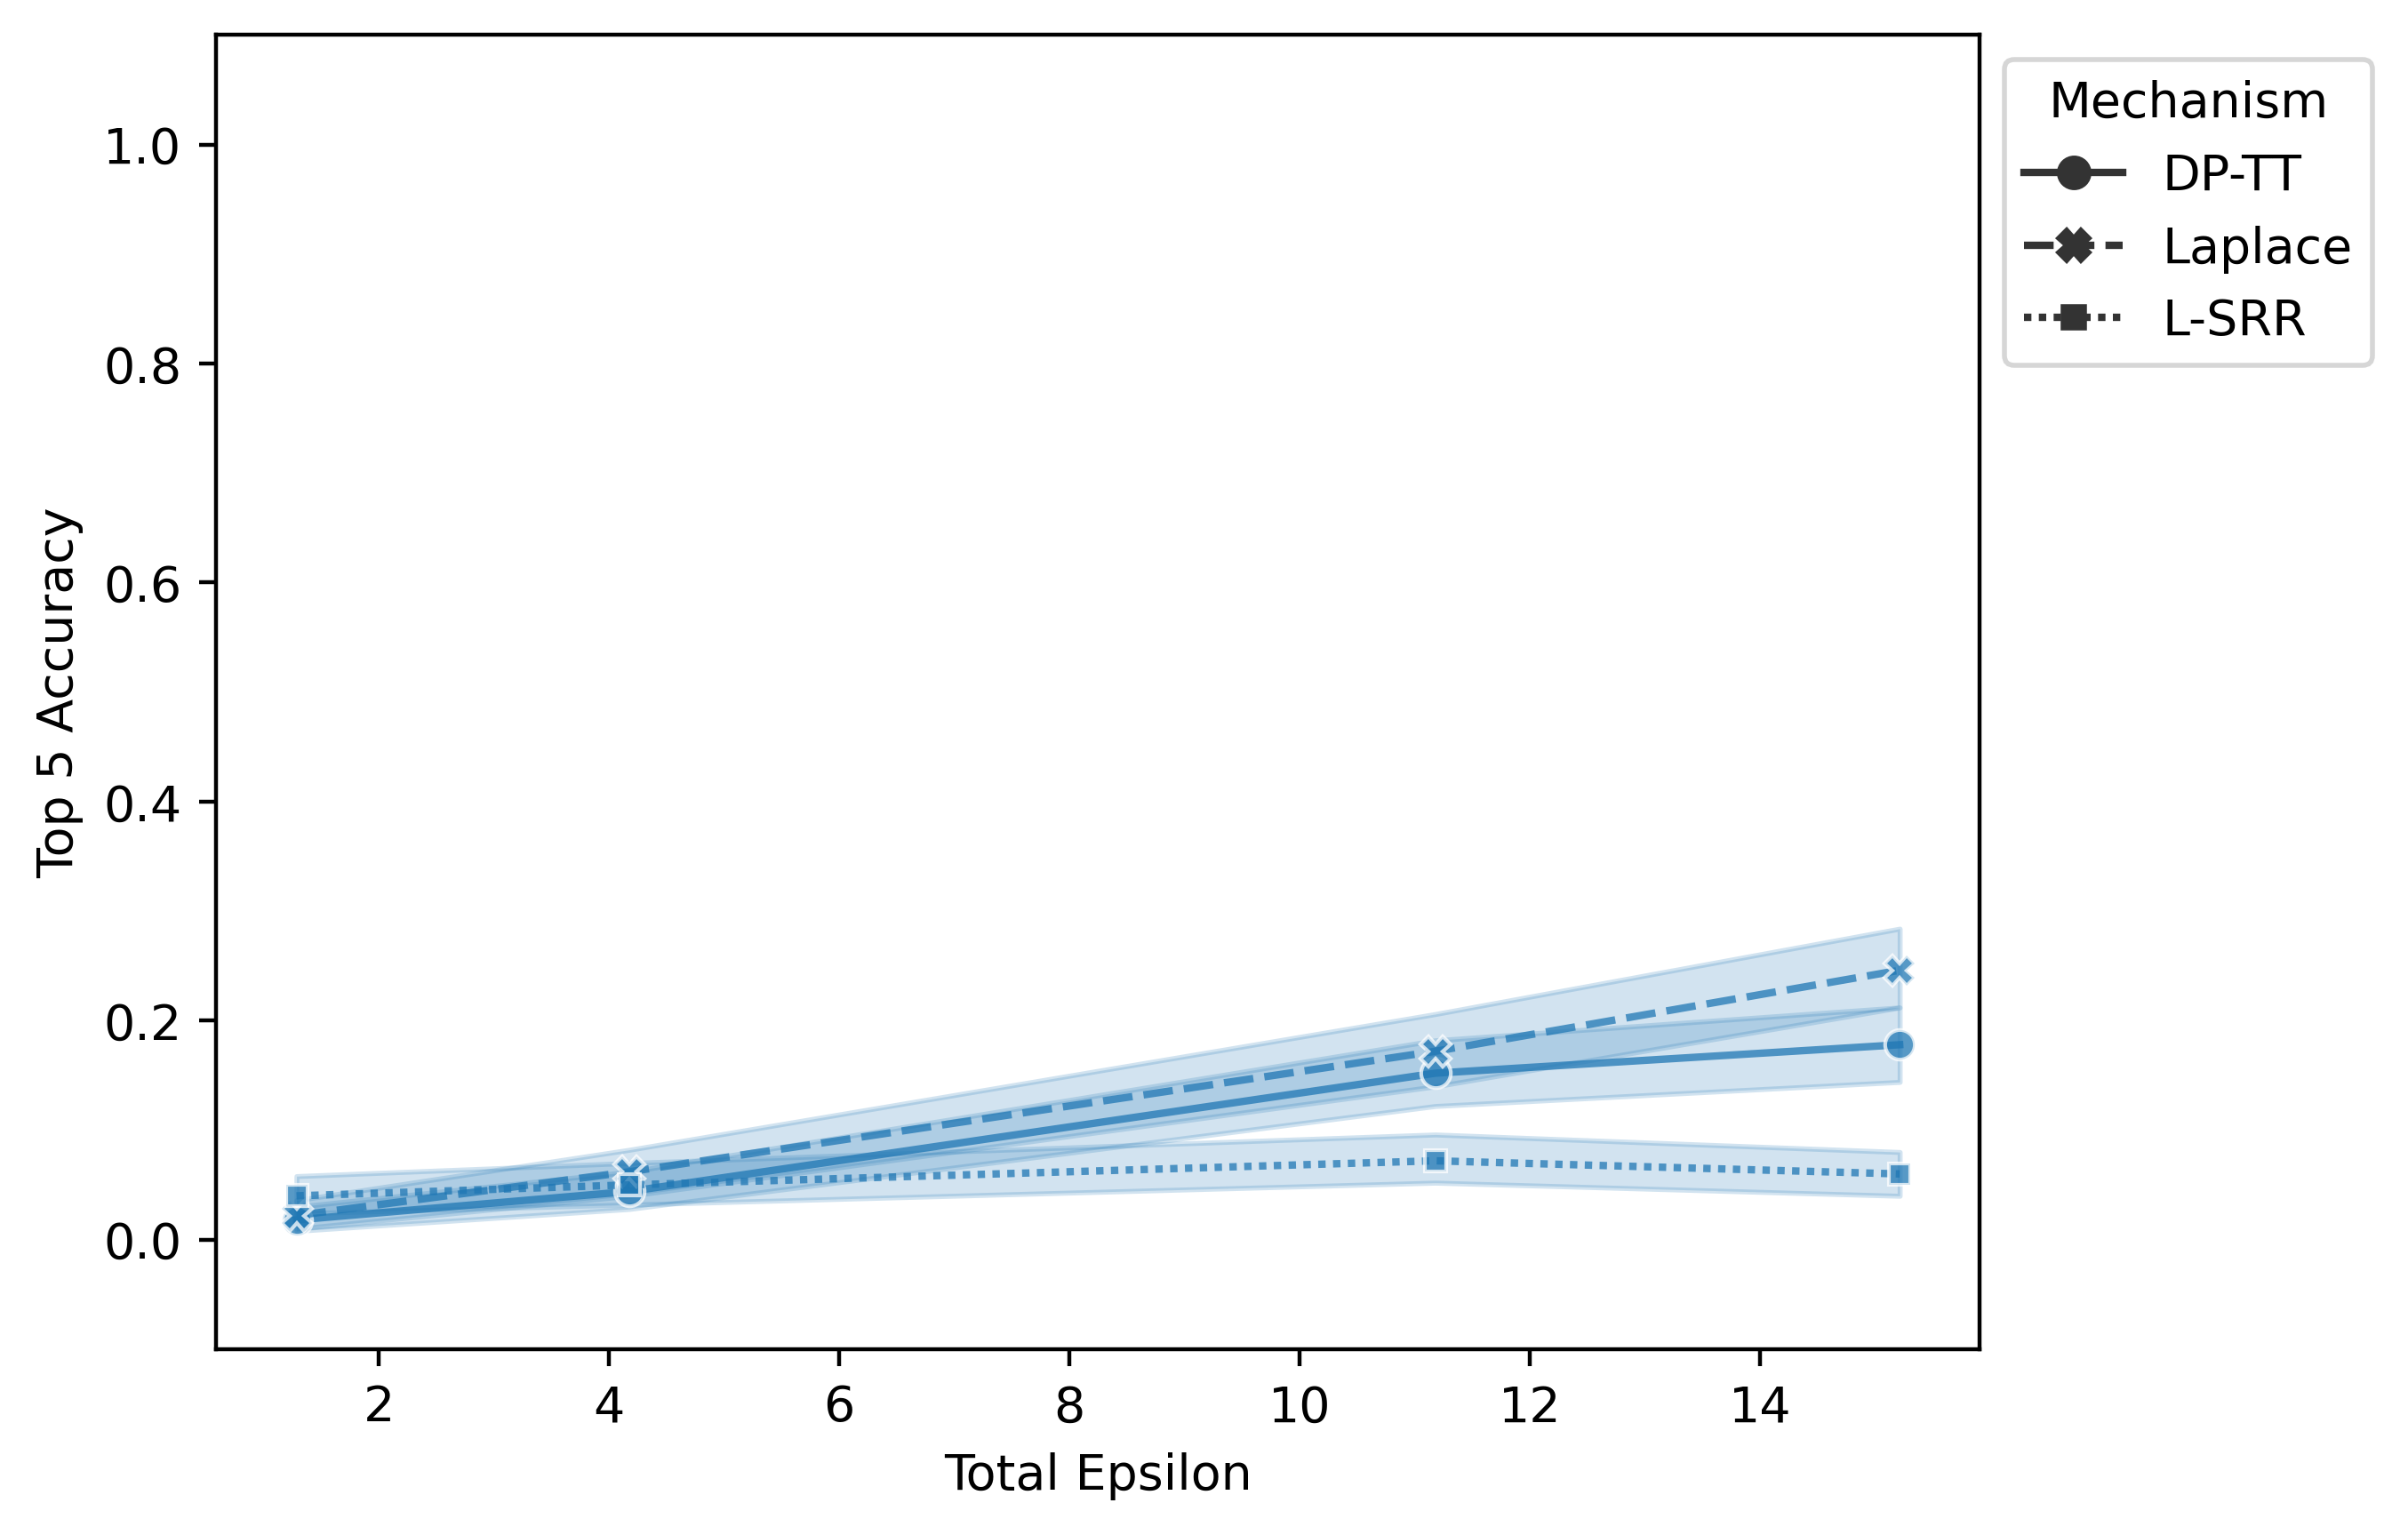 Mechanism
DP-TT
Laplace
L-SRR
Top 5 Accuracy
1.0
0.8
0.6
0.4
0.2
0.0
2 4 6 8 10 12 14
Total Epsilon